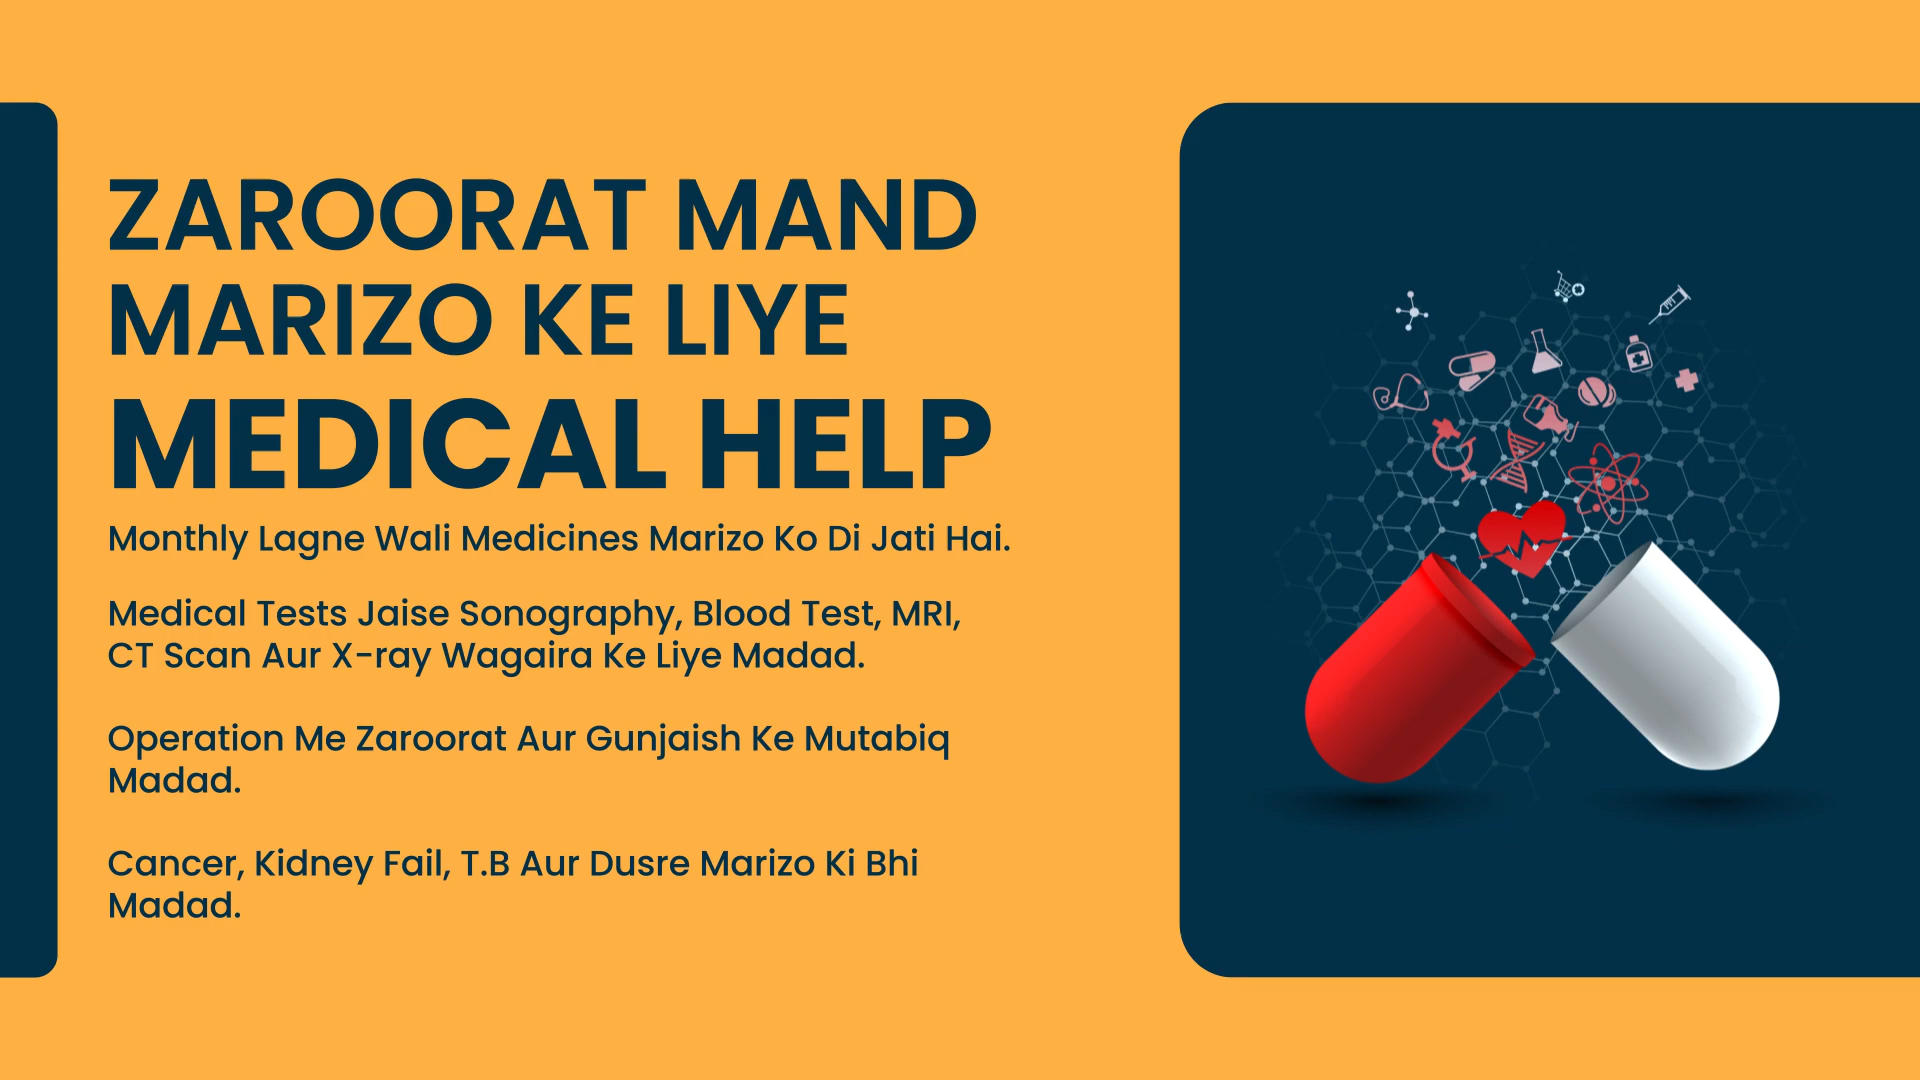 ZAROORAT MAND
MARIZO KE LIYE
MEDICAL HELP
Monthly Lagne Wali Medicines Marizo Ko Di Jati Hai.
Medical Tests Jaise Sonography, Blood Test, MRI,
CT Scan Aur X-ray Wagaira Ke Liye Madad.
Operation Me Zaroorat Aur Gunjaish Ke Mutabiq
Madad.
Cancer, Kidney Fail, T.B Aur Dusre Marizo Ki Bhi
Madad.